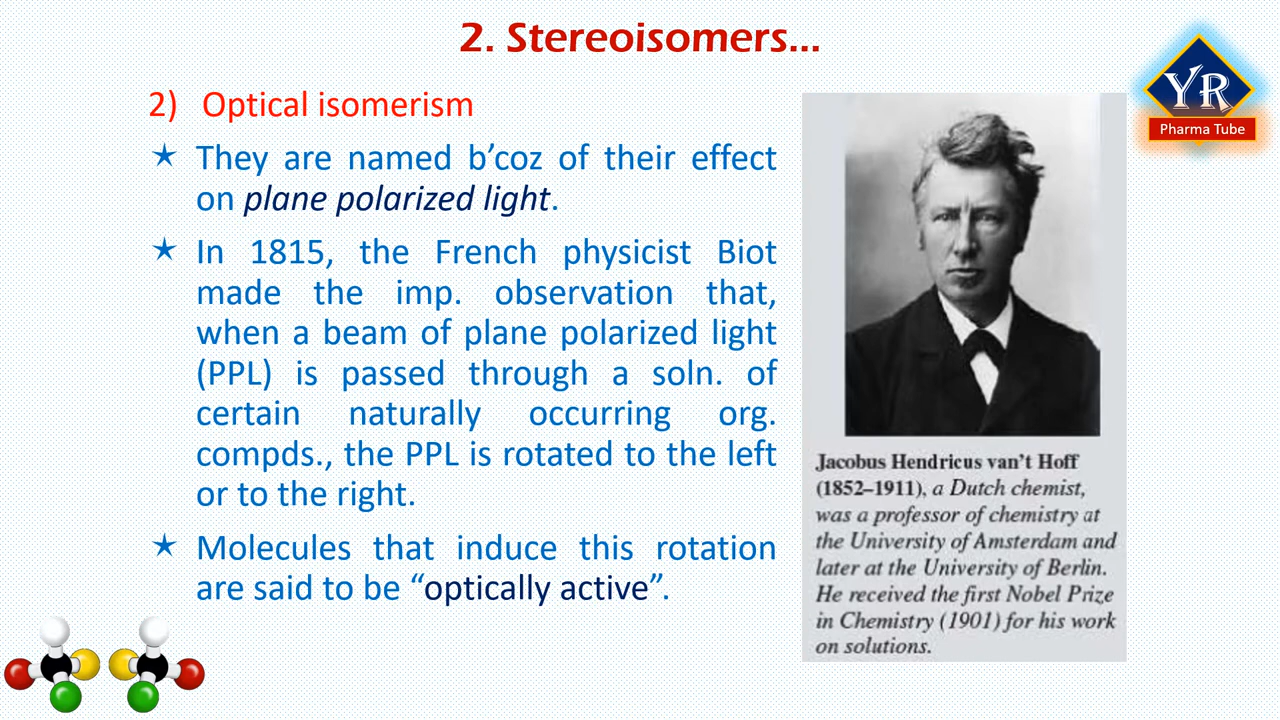 2. Stereoisomers...
YR
Pharma Tube
2) Optical isomerism
They are named b’coz of their effect
on plane polarized light.
In 1815, the French physicist Biot
made the imp. observation that,
when a beam of plane polarized light
(PPL) is passed through a soln. of
certain naturally occurring org.
compds., the PPL is rotated to the left
or to the right.
Molecules that induce this rotation
are said to be “optically active”.
Jacobus Hendricus van’t Hoff
(1852–1911), a Dutch chemist,
was a professor of chemistry at
the University of Amsterdam and
later at the University of Berlin.
He received the first Nobel Prize
in Chemistry (1901) for his work
on solutions.